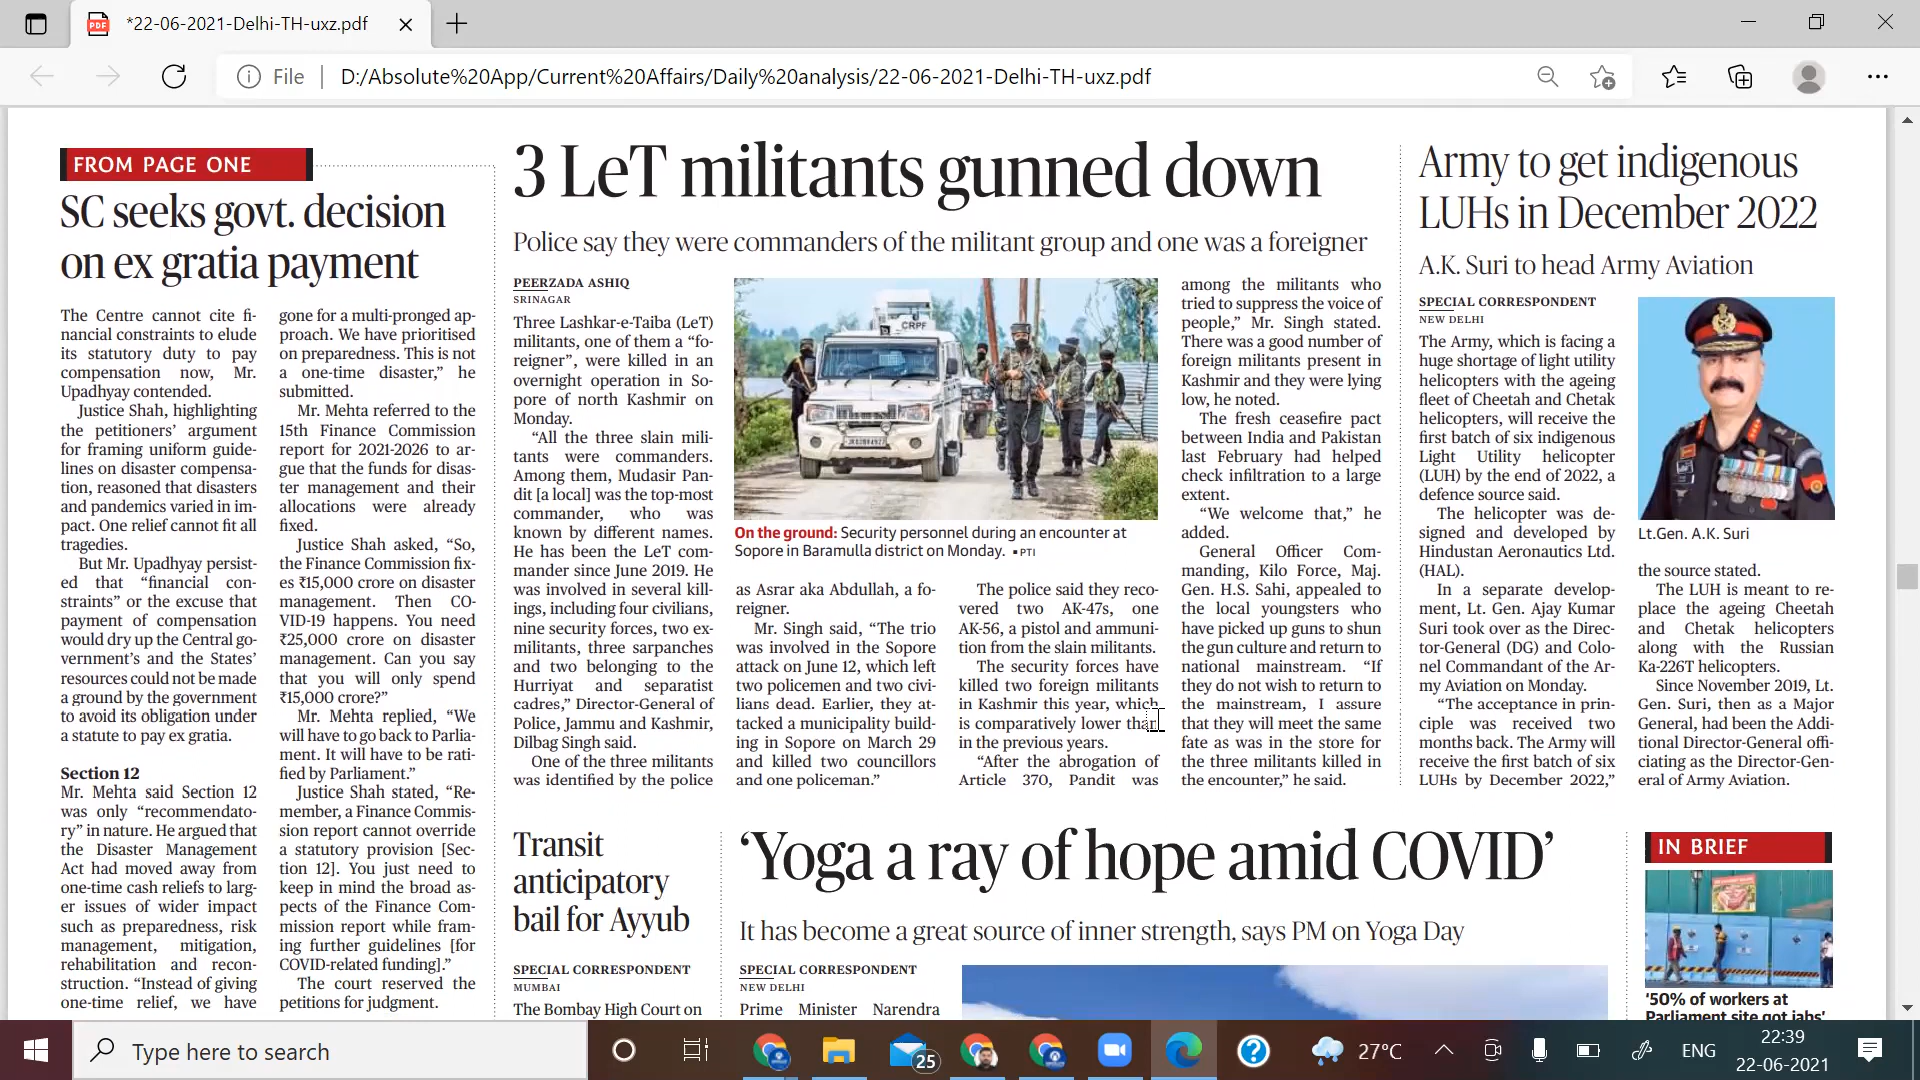 *22-06-2021-Delhi-TH-uxz.pdf
File
D:/Absolute%20App/Current%20Affairs/Daily%20analysis/22-06-2021-Delhi-TH-uxz.pdf
FROM PAGE ONE
SC seeks govt. decision
on ex gratia payment
The Centre cannot cite fi-
nancial constraints to elude
its statutory duty to pay
compensation now, Mr.
Upadhyay contended.
Justice Shah, highlighting
the petitioners' argument
for framing uniform guide-
lines on disaster compensa-
tion, reasoned that disasters
and pandemics varied in im-
pact. One relief cannot fit all
tragedies.
But Mr. Upadhyay persist-
ed that “financial con-
straints” or the excuse that
payment of compensation
would dry up the Central go-
vernment's and the States'
resources could not be made
a ground by the government
to avoid its obligation under
a statute to pay ex gratia.
Section 12
Mr. Mehta said Section 12
was only “recommendato-
ry” in nature. He argued that
the Disaster Management
Act had moved away from
one-time cash reliefs to larg-
er issues of wider impact
such as preparedness, risk
management, mitigation,
rehabilitation and recon-
struction. “Instead of giving
one-time relief, we have
gone for a multi-pronged ap-
proach. We have prioritised
on preparedness. This is not
a one-time disaster,” he
submitted.
Mr. Mehta referred to the
15th Finance Commission
report for 2021-2026 to ar-
gue that the funds for disas-
ter management and their
allocations were already
fixed.
Justice Shah asked, “So,
the Finance Commission fix-
es ₹15,000 crore on disaster
management. Then CO-
VID-19 happens. You need
₹25,000 crore on disaster
management. Can you say
that you will only spend
₹15,000 crore?”
Mr. Mehta replied, “We
will have to go back to Parlia-
ment. It will have to be rati-
fied by Parliament.”
Justice Shah stated, “Re-
member, a Finance Commis-
sion report cannot override
a statutory provision [Sec-
tion 12]. You just need to
keep in mind the broad as-
pects of the Finance Com-
mission report while fram-
ing further guidelines [for
COVID-related funding].”
The court reserved the
petitions for judgment.
3 LeT militants gunned down
Police say they were commanders of the militant group and one was a foreigner
PEERZADA ASHIQ
SRINAGAR
Three Lashkar-e-Taiba (LeT)
militants, one of them a “fo-
reigner”, were killed in an
overnight operation in So-
pore of north Kashmir on
Monday.
“All the three slain mili-
tants were commanders.
Among them, Mudasir Pan-
dit [a local] was the top-most
commander, who was
known by different names.
He has been the LeT com-
mander since June 2019. He
was involved in several kill-
ings, including four civilians,
nine security forces, two ex-
militants, three sarpanches
and two belonging to the
Hurriyat and separatist
cadres,” Director-General of
Police, Jammu and Kashmir,
Dilbag Singh said.
One of the three militants
was identified by the police
CRPF
On the ground: Security personnel during an encounter at
Sopore in Baramulla district on Monday. ▪ PTI
as Asrar aka Abdullah, a fo-
reigner.
Mr. Singh said, “The trio
was involved in the Sopore
attack on June 12, which left
two policemen and two civi-
lians dead. Earlier, they at-
tacked a municipality build-
ing in Sopore on March 29
and killed two councillors
and one policeman.”
The police said they reco-
vered two AK-47s, one
AK-56, a pistol and ammuni-
tion from the slain militants.
The security forces have
killed two foreign militants
in Kashmir this year, which
is comparatively lower than
in the previous years.
“After the abrogation of
Article 370, Pandit was
among the militants who
tried to suppress the voice of
people,” Mr. Singh stated.
There was a good number of
foreign militants present in
Kashmir and they were lying
low, he noted.
The fresh ceasefire pact
between India and Pakistan
last February had helped
check infiltration to a large
extent.
“We welcome that,” he
added.
General Officer Com-
manding, Kilo Force, Maj.
Gen. H.S. Sahi, appealed to
the local youngsters who
have picked up guns to shun
the gun culture and return to
national mainstream. “If
they do not wish to return to
the mainstream, I assure
that they will meet the same
fate as was in the store for
the three militants killed in
the encounter,” he said.
Army to get indigenous
LUHs in December 2022
A.K. Suri to head Army Aviation
SPECIAL CORRESPONDENT
NEW DELHI
The Army, which is facing a
huge shortage of light utility
helicopters with the ageing
fleet of Cheetah and Chetak
helicopters, will receive the
first batch of six indigenous
Light Utility helicopter
(LUH) by the end of 2022, a
defence source said.
The helicopter was de-
signed and developed by
Hindustan Aeronautics Ltd.
(HAL).
In a separate develop-
ment, Lt. Gen. Ajay Kumar
Suri took over as the Direc-
tor-General (DG) and Colo-
nel Commandant of the Ar-
my Aviation on Monday.
“The acceptance in prin-
ciple was received two
months back. The Army will
receive the first batch of six
LUHs by December 2022,”
Lt.Gen. A.K. Suri
the source stated.
The LUH is meant to re-
place the ageing Cheetah
and Chetak helicopters
along with the Russian
Ka-226T helicopters.
Since November 2019, Lt.
Gen. Suri, then as a Major
General, had been the Addi-
tional Director-General offi-
ciating as the Director-Gen-
eral of Army Aviation.
Transit
anticipatory
bail for Ayyub
SPECIAL CORRESPONDENT
MUMBAI
The Bombay High Court on
‘Yoga a ray of hope amid COVID’
It has become a great source of inner strength, says PM on Yoga Day
SPECIAL CORRESPONDENT
NEW DELHI
Prime Minister Narendra
IN BRIEF
‘50% of workers at
Parliament site got jabs’
Type here to search
25
27°C
ENG
22:39
22-06-2021